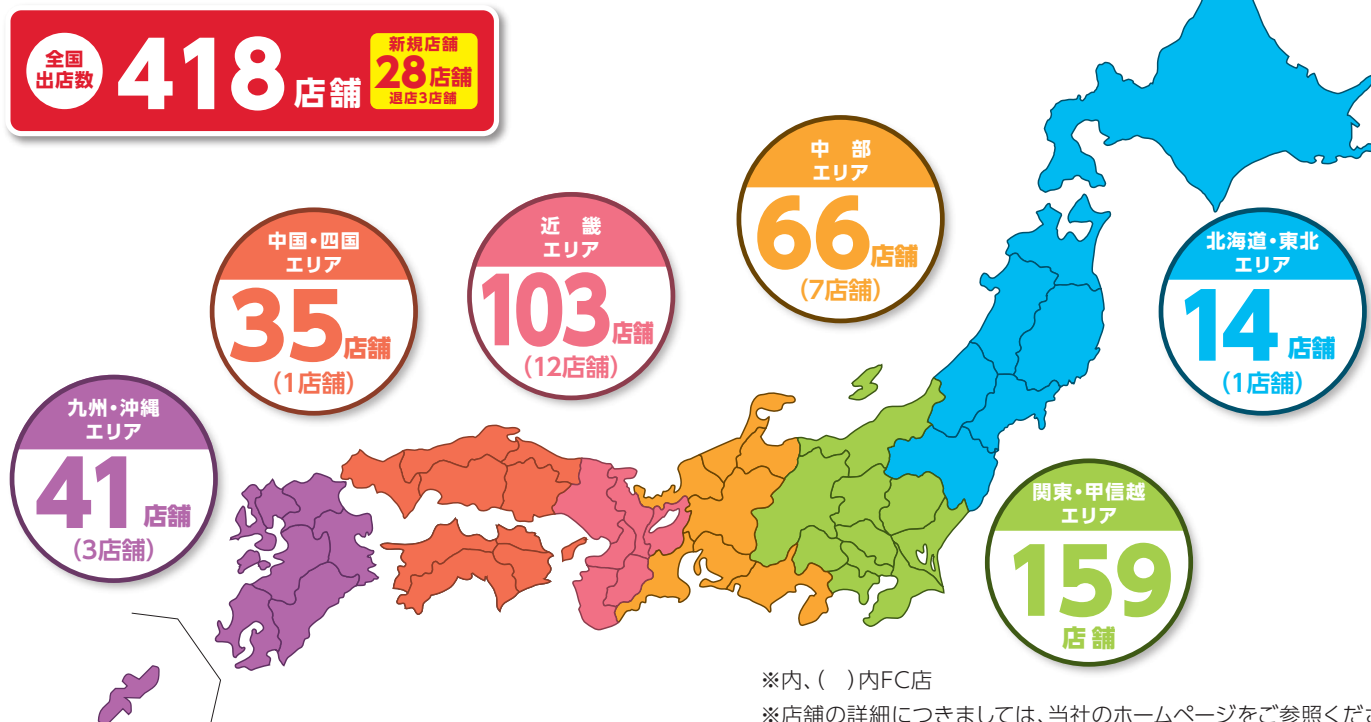 全国
出店数
418店舗
新規店舗
28店舗
退店3店舗
中 部
エリア
66店舗
(7店舗)
近 畿
エリア
103店舗
(12店舗)
中国・四国
エリア
35店舗
(1店舗)
北海道・東北
エリア
14店舗
(1店舗)
九州・沖縄
エリア
41店舗
(3店舗)
関東・甲信越
エリア
159
店舗
※内、( )内FC店
※店舗の詳細につきましては、当社のホームページをご参照くだ